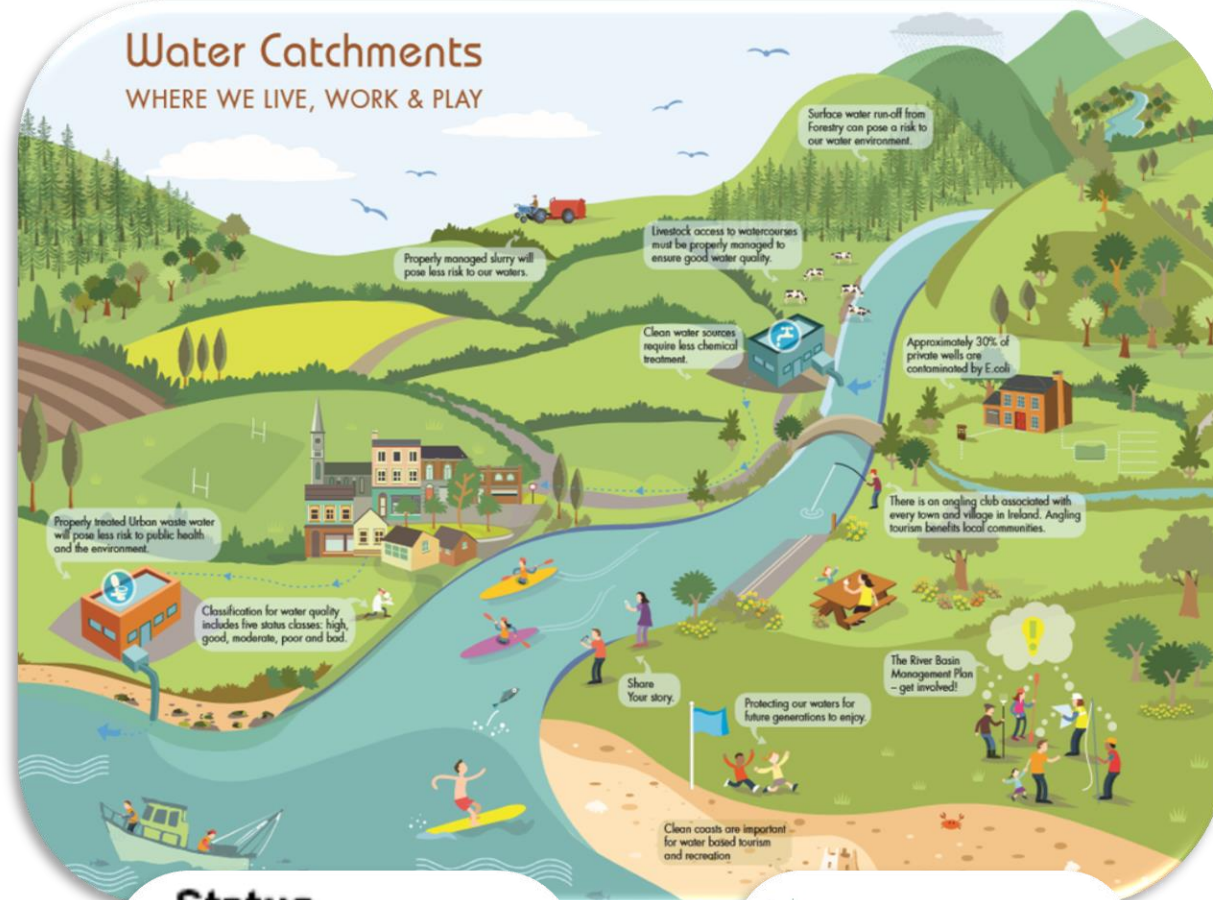 Water Catchments
WHERE WE LIVE, WORK & PLAY
Surface water run-off from
Forestry can pose a risk to
our water environment.
Livestock access to watercourses
must be properly managed to
ensure good water quality.
Properly managed slurry will
pose less risk to our waters.
Clean water sources
require less chemical
treatment.
Approximately 30% of
private wells are
contaminated by E.coli
There is an angling club associated with
every town and village in Ireland. Angling
tourism benefits local communities.
Properly treated Urban waste water
will pose less risk to public health
and the environment.
Classification for water quality
includes five status classes: high,
good, moderate, poor and bad.
The River Basin
Management Plan
– get involved!
Share
Your story.
Protecting our waters for
future generations to enjoy.
Clean coasts are important
for water based tourism
and recreation
Status